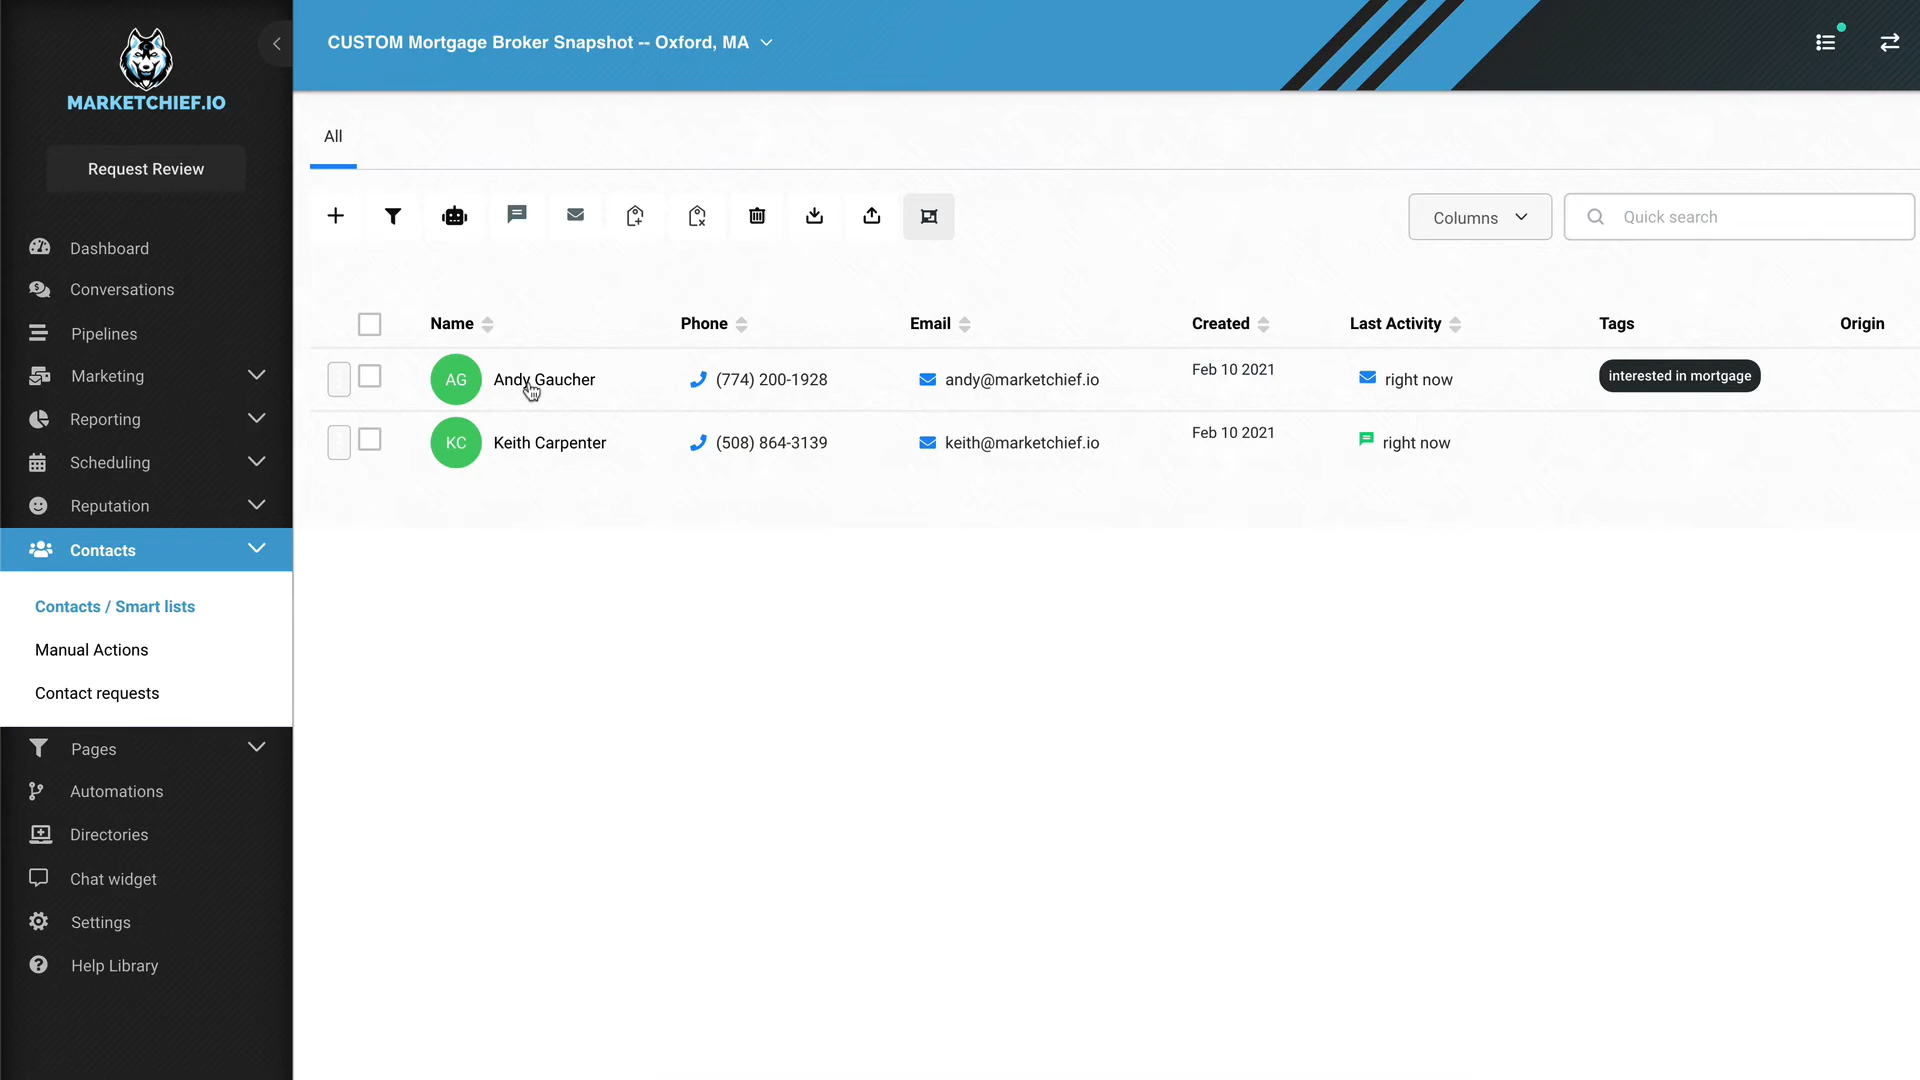 MARKETCHIEF.IO
Request Review
Dashboard
Conversations
Pipelines
Marketing
Reporting
Scheduling
Reputation
Contacts
Contacts / Smart lists
Manual Actions
Contact requests
Pages
Automations
Directories
Chat widget
Settings
Help Library
CUSTOM Mortgage Broker Snapshot -- Oxford, MA
All
Columns
Quick search
Name Phone Email Created Last Activity Tags Origin
AG Andy Gaucher (774) 200-1928 andy@marketchief.io Feb 10 2021 right now interested in mortgage
KC Keith Carpenter (508) 864-3139 keith@marketchief.io Feb 10 2021 right now